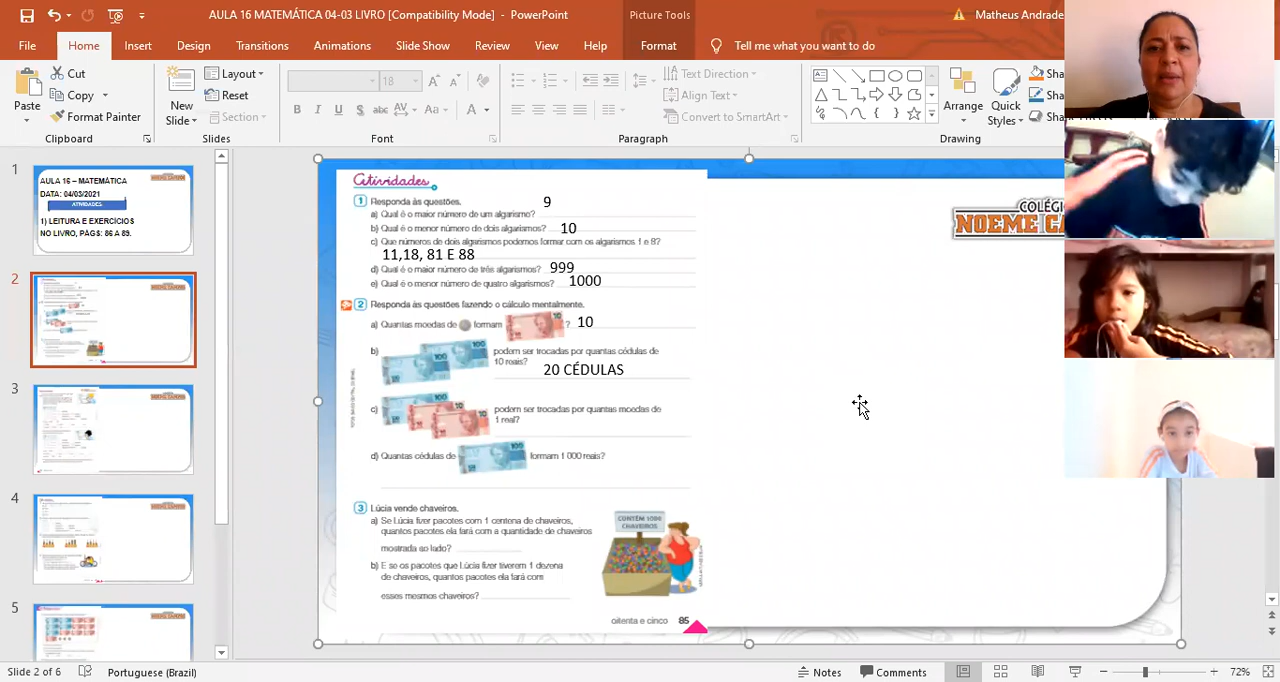 AULA 16 MATEMÁTICA 04-03 LIVRO [Compatibility Mode] - PowerPoint
Picture Tools
Matheus Andrade
File Home Insert Design Transitions Animations Slide Show Review View Help Format Tell me what you want to do
Cut
Copy
Format Painter
Paste
Clipboard
New Slide
Layout
Reset
Section
Slides
18
Font
Text Direction
Align Text
Convert to SmartArt
Paragraph
Arrange
Quick Styles
Drawing
1
AULA 16 – MATEMÁTICA
DATA: 04/03/2021
ATIVIDADES:
1) LEITURA E EXERCÍCIOS
NO LIVRO, PÁGS: 86 A 89.
2
3
4
5
Atividades
1 Responda às questões.
9
a) Qual é o maior número de um algarismo?
b) Qual é o menor número de dois algarismos? 10
c) Que números de dois algarismos podemos formar com os algarismos 1 e 8?
11,18, 81 E 88
d) Qual é o maior número de três algarismos? 999
e) Qual é o menor número de quatro algarismos? 1000
2 Responda às questões fazendo o cálculo mentalmente.
a) Quantas moedas de formam ? 10
b) podem ser trocadas por quantas cédulas de
10 reais?
20 CÉDULAS
c) podem ser trocadas por quantas moedas de
1 real?
d) Quantas cédulas de formam 1 000 reais?
3 Lúcia vende chaveiros.
a) Se Lúcia fizer pacotes com 1 centena de chaveiros,
quantos pacotes ela fará com a quantidade de chaveiros
mostrada ao lado?
b) E se os pacotes que Lúcia fizer tiverem 1 dezena
de chaveiros, quantos pacotes ela fará com
esses mesmos chaveiros?
CONTÉM 1000
CHAVEIROS
oitenta e cinco 85
COLÉGI
NOEME CA
Slide 2 of 6
Portuguese (Brazil)
Notes
Comments
72%